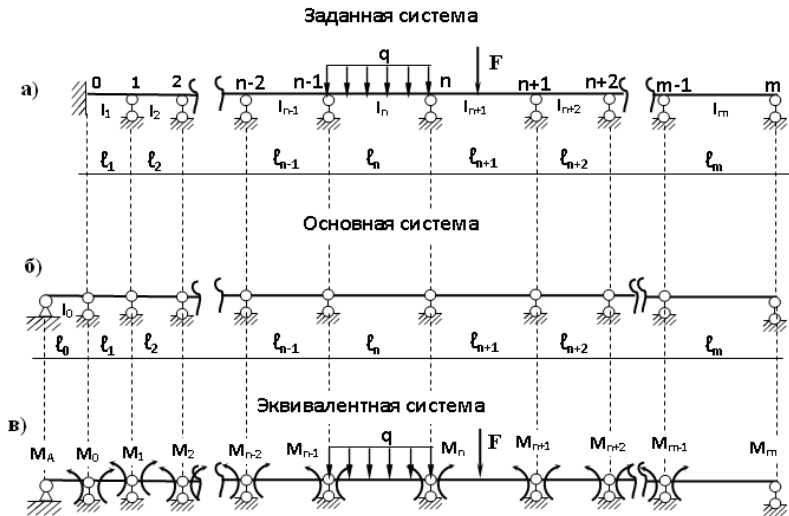 Заданная система
q
F
0 1 2 n-2 n-1 n n+1 n+2 m-1 m
а)
I₁ I₂ Iₙ₋₁ Iₙ Iₙ₊₁ Iₙ₊₂ Iₘ
ℓ₁ ℓ₂ ℓₙ₋₁ ℓₙ ℓₙ₊₁ ℓₙ₊₂ ℓₘ
Основная система
б)
I₀
ℓ₀ ℓ₁ ℓ₂ ℓₙ₋₁ ℓₙ ℓₙ₊₁ ℓₙ₊₂ ℓₘ
Эквивалентная система
в)
q
F
M_A M₀ M₁ M₂ Mₙ₋₂ Mₙ₋₁ Mₙ Mₙ₊₁ Mₙ₊₂ Mₘ₋₁ Mₘ